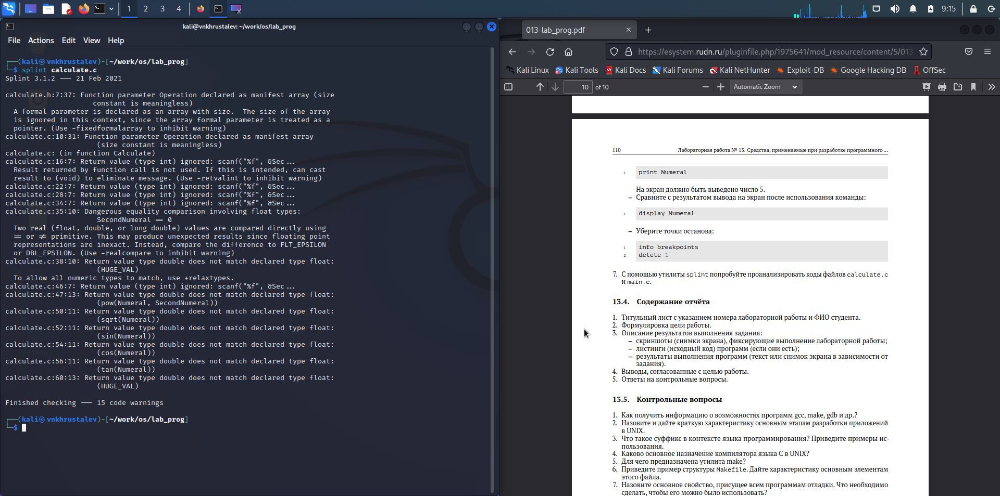 1 2 3 4 9:15
kali@vnkhrustalev: ~/work/os/lab_prog
File Actions Edit View Help
(kali㉿vnkhrustalev)-[~/work/os/lab_prog]
$ splint calculate.c
Splint 3.1.2 --- 21 Feb 2021
calculate.h:7:37: Function parameter Operation declared as manifest array (size
constant is meaningless)
A formal parameter is declared as an array with size.  The size of the array
is ignored in this context, since the array formal parameter is treated as a
pointer. (Use -fixedformalarray to inhibit warning)
calculate.c:10:31: Function parameter Operation declared as manifest array
(size constant is meaningless)
calculate.c: (in function Calculate)
calculate.c:16:7: Return value (type int) ignored: scanf("%f", &Sec...
Result returned by function call is not used. If this is intended, can cast
result to (void) to eliminate message. (Use -retvalint to inhibit warning)
calculate.c:22:7: Return value (type int) ignored: scanf("%f", &Sec...
calculate.c:28:7: Return value (type int) ignored: scanf("%f", &Sec...
calculate.c:34:7: Return value (type int) ignored: scanf("%f", &Sec...
calculate.c:35:10: Dangerous equality comparison involving float types:
SecondNumeral == 0
Two real (float, double, or long double) values are compared directly using
== or != primitive. This may produce unexpected results since floating point
representations are inexact. Instead, compare the difference to FLT_EPSILON
or DBL_EPSILON. (Use -realcompare to inhibit warning)
calculate.c:38:10: Return value type double does not match declared type float:
(HUGE_VAL)
To allow all numeric types to match, use +relaxtypes.
calculate.c:46:7: Return value (type int) ignored: scanf("%f", &Sec...
calculate.c:47:13: Return value type double does not match declared type float:
(pow(Numeral, SecondNumeral))
calculate.c:50:11: Return value type double does not match declared type float:
(sqrt(Numeral))
calculate.c:52:11: Return value type double does not match declared type float:
(sin(Numeral))
calculate.c:54:11: Return value type double does not match declared type float:
(cos(Numeral))
calculate.c:56:11: Return value type double does not match declared type float:
(tan(Numeral))
calculate.c:60:13: Return value type double does not match declared type float:
(HUGE_VAL)
Finished checking --- 15 code warnings
(kali㉿vnkhrustalev)-[~/work/os/lab_prog]
$
013-lab_prog.pdf
https://esystem.rudn.ru/pluginfile.php/1975641/mod_resource/content/5/013-
Kali Linux Kali Tools Kali Docs Kali Forums Kali NetHunter Exploit-DB Google Hacking DB OffSec
10 of 10 Automatic Zoom
110 Лабораторная работа № 13. Средства, применяемые при разработке программного ...
1 print Numeral
На экран должно быть выведено число 5.
– Сравните с результатом вывода на экран после использования команды:
1 display Numeral
– Уберите точки останова:
1 info breakpoints
2 delete 1
7. С помощью утилиты splint попробуйте проанализировать коды файлов calculate.c
и main.c.
13.4. Содержание отчёта
1. Титульный лист с указанием номера лабораторной работы и ФИО студента.
2. Формулировка цели работы.
3. Описание результатов выполнения задания:
– скриншоты (снимки экрана), фиксирующие выполнение лабораторной работы;
– листинги (исходный код) программ (если они есть);
– результаты выполнения программ (текст или снимок экрана в зависимости от
задания).
4. Выводы, согласованные с целью работы.
5. Ответы на контрольные вопросы.
13.5. Контрольные вопросы
1. Как получить информацию о возможностях программ gcc, make, gdb и др.?
2. Назовите и дайте краткую характеристику основным этапам разработки приложений
в UNIX.
3. Что такое суффикс в контексте языка программирования? Приведите примеры ис-
пользования.
4. Каково основное назначение компилятора языка С в UNIX?
5. Для чего предназначена утилита make?
6. Приведите пример структуры Makefile. Дайте характеристику основным элементам
этого файла.
7. Назовите основное свойство, присущее всем программам отладки. Что необходимо
сделать, чтобы его можно было использовать?